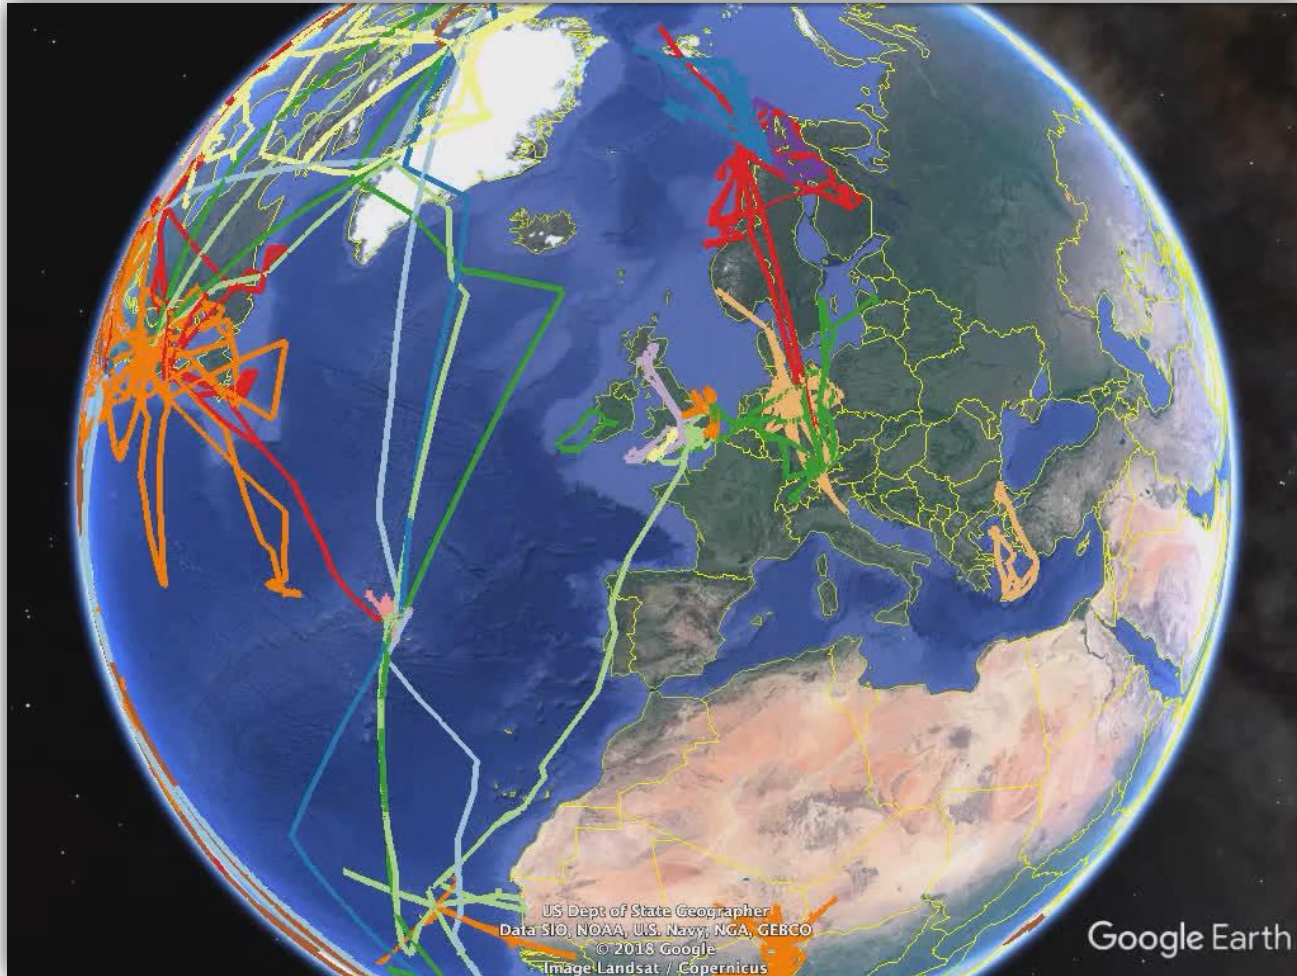 US Dept of State Geographer
Data SIO, NOAA, U.S. Navy, NGA, GEBCO
© 2018 Google
Image Landsat / Copernicus
Google Earth